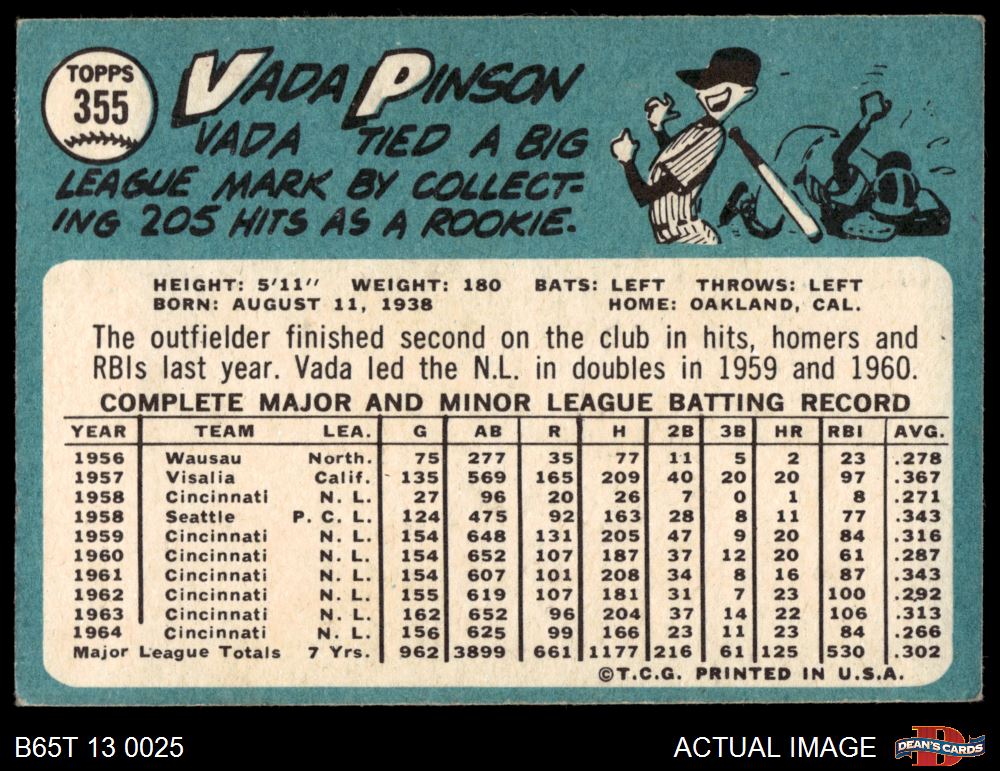 TOPPS
355
VADA PINSON
VADA TIED A BIG
LEAGUE MARK BY COLLECT-
ING 205 HITS AS A ROOKIE.
HEIGHT: 5'11" WEIGHT: 180 BATS: LEFT THROWS: LEFT
BORN: AUGUST 11, 1938 HOME: OAKLAND, CAL.
The outfielder finished second on the club in hits, homers and
RBIs last year. Vada led the N.L. in doubles in 1959 and 1960.
COMPLETE MAJOR AND MINOR LEAGUE BATTING RECORD
YEAR TEAM LEA. G AB R H 2B 3B HR RBI AVG.
1956 Wausau North. 75 277 35 77 11 5 2 23 .278
1957 Visalia Calif. 135 569 165 209 40 20 20 97 .367
1958 Cincinnati N. L. 27 96 20 26 7 0 1 8 .271
1958 Seattle P. C. L. 124 475 92 163 28 8 11 77 .343
1959 Cincinnati N. L. 154 648 131 205 47 9 20 84 .316
1960 Cincinnati N. L. 154 652 107 187 37 12 20 61 .287
1961 Cincinnati N. L. 154 607 101 208 34 8 16 87 .343
1962 Cincinnati N. L. 155 619 107 181 31 7 23 100 .292
1963 Cincinnati N. L. 162 652 96 204 37 14 22 106 .313
1964 Cincinnati N. L. 156 625 99 166 23 11 23 84 .266
Major League Totals 7 Yrs. 962 3899 661 1177 216 61 125 530 .302
©T.C.G. PRINTED IN U.S.A.
B65T 13 0025 ACTUAL IMAGE D DEAN'S CARDS